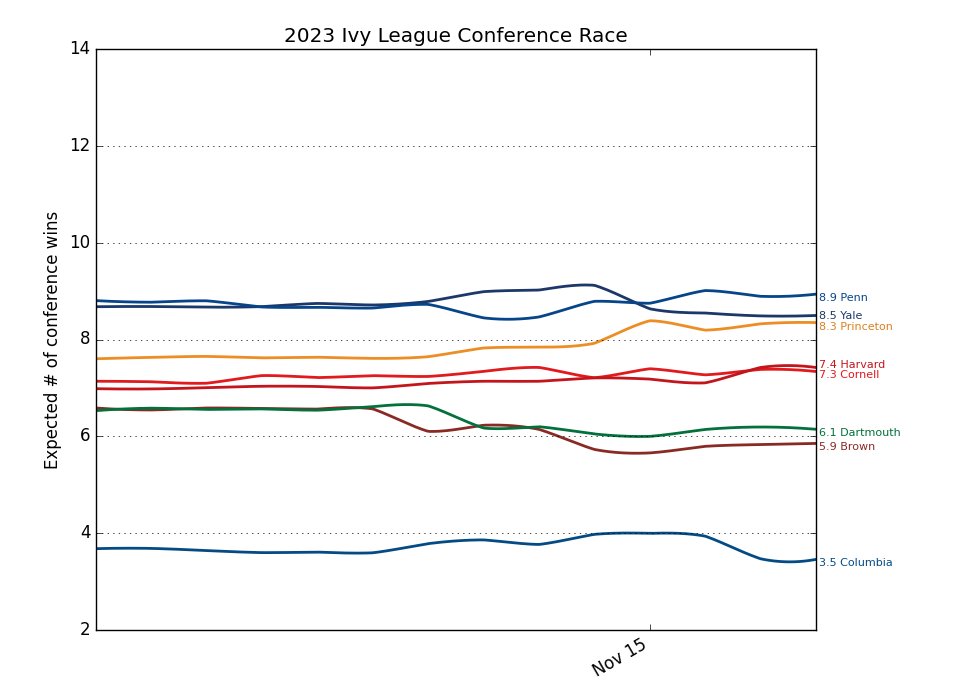 2023 Ivy League Conference Race
Expected # of conference wins
14
12
10
8
6
4
2
Nov 15
8.9 Penn
8.5 Yale
8.3 Princeton
7.4 Harvard
7.3 Cornell
6.1 Dartmouth
5.9 Brown
3.5 Columbia